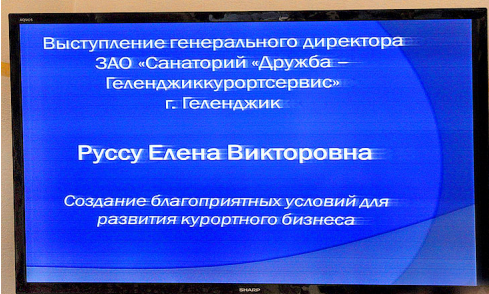 Выступление генерального директора
ЗАО «Санаторий «Дружба –
Геленджиккурортсервис»
г. Геленджик
Руссу Елена Викторовна
Создание благоприятных условий для
развития курортного бизнеса
SHARP